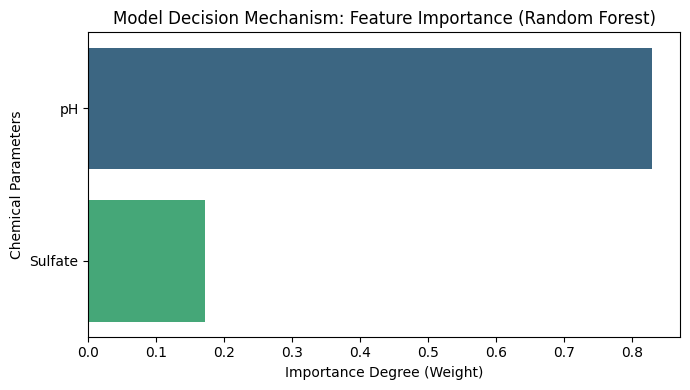 Model Decision Mechanism: Feature Importance (Random Forest)
Chemical Parameters
pH
Sulfate
0.0 0.1 0.2 0.3 0.4 0.5 0.6 0.7 0.8
Importance Degree (Weight)